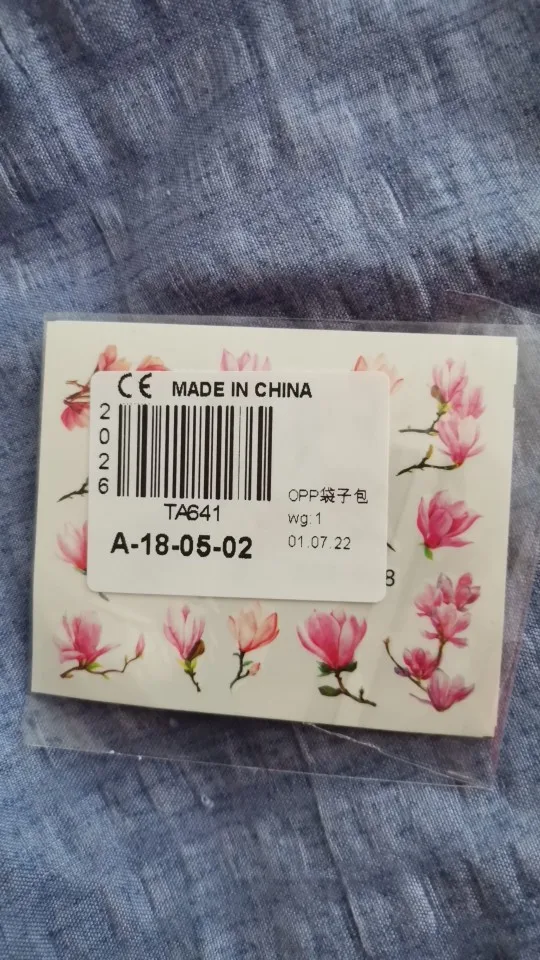 CE MADE IN CHINA
2026
TA641
A-18-05-02
OPP袋子包
wg:1
01.07.22
8